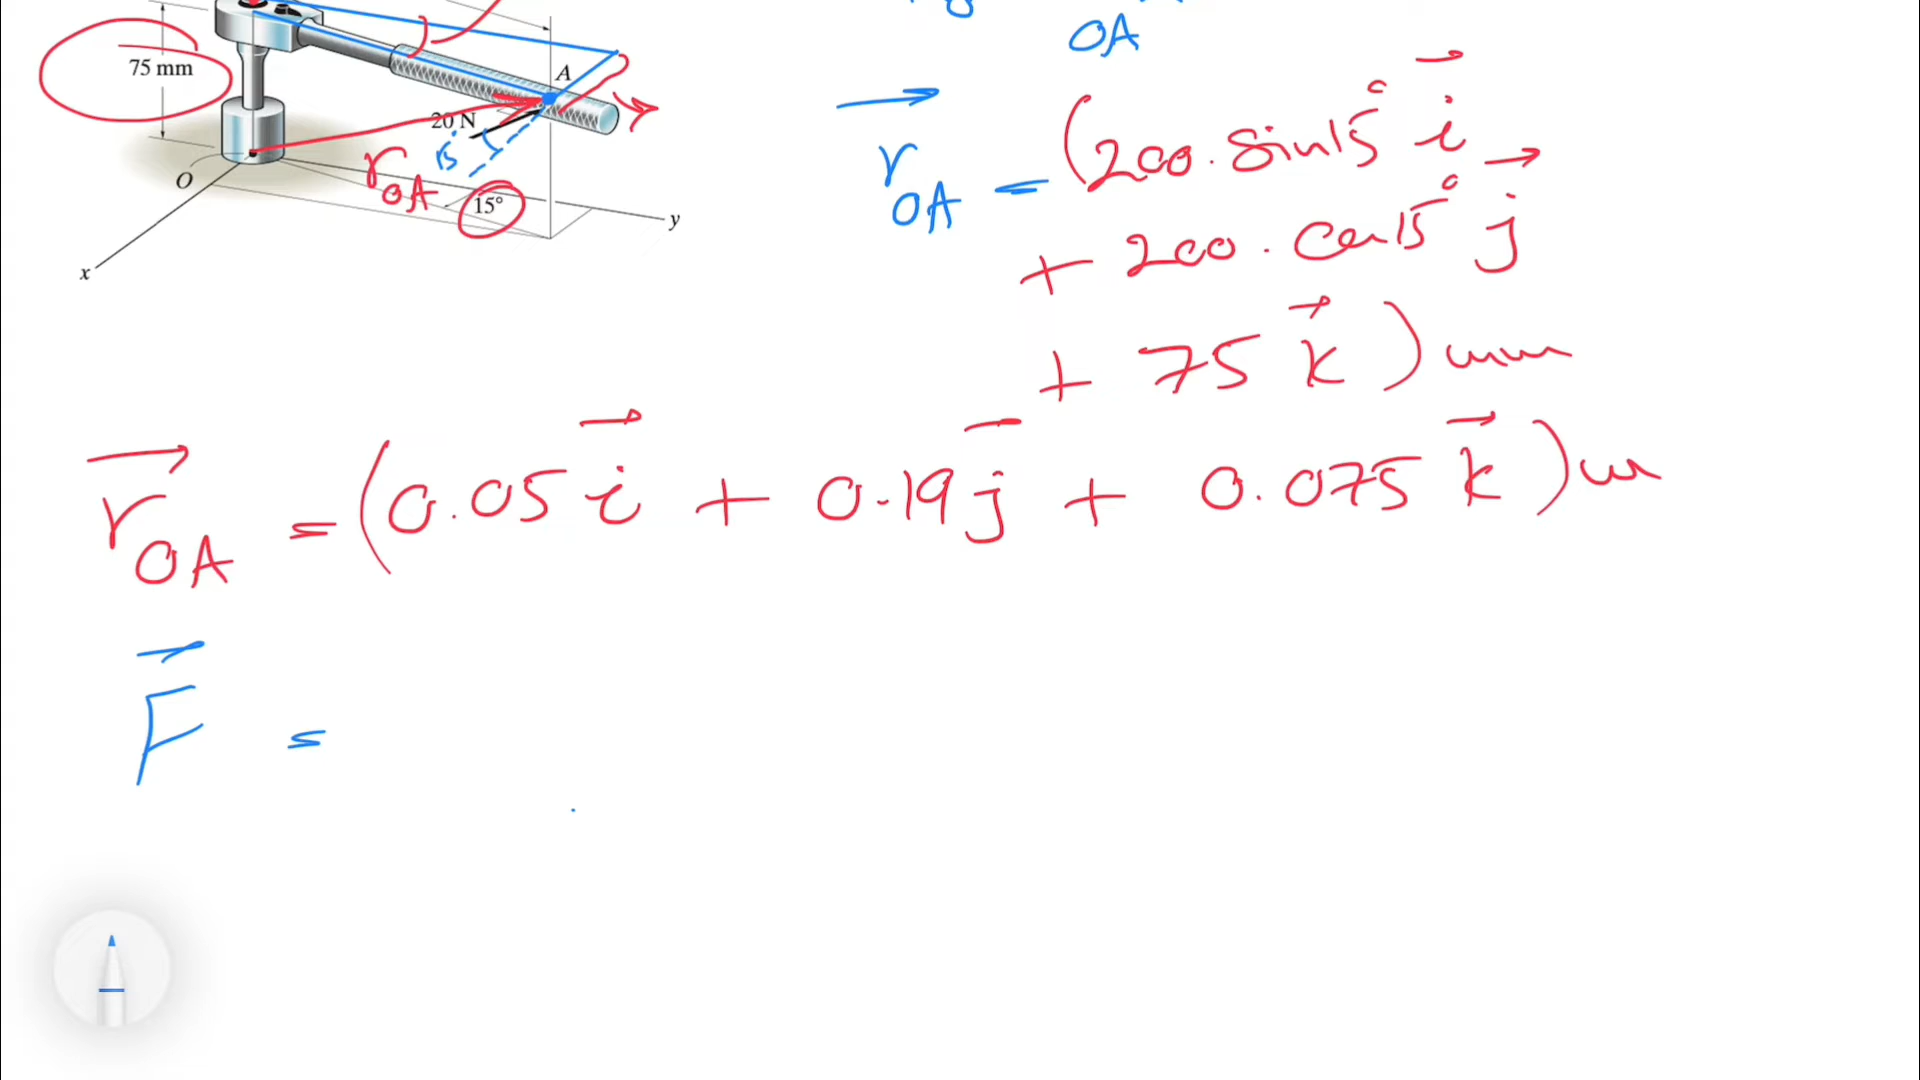 75 mm
A
20 N
15
r OA
O
15°
y
x
OA
r OA = (200 . sin15° i
+ 200 . cos15° j
+ 75 k ) mm
r OA = (0.05 i + 0.19 j + 0.075 k ) m
F =